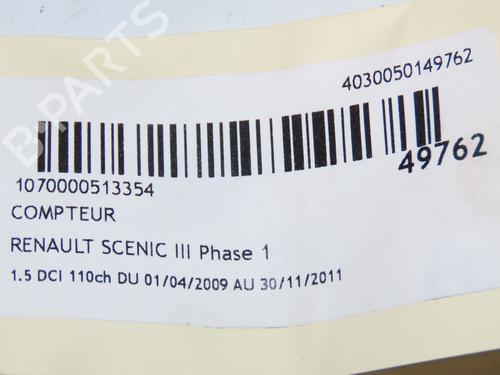 B-PARTS
4030050149762
49762
1070000513354
COMPTEUR
RENAULT SCENIC III Phase 1
1.5 DCI 110ch DU 01/04/2009 AU 30/11/2011